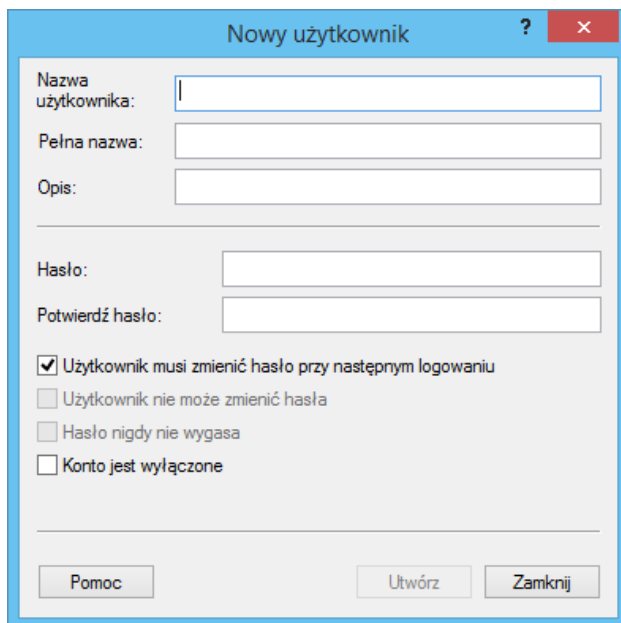 Nowy użytkownik
?
Nazwa
użytkownika:
Pełna nazwa:
Opis:
Hasło:
Potwierdź hasło:
Użytkownik musi zmienić hasło przy następnym logowaniu
Użytkownik nie może zmienić hasła
Hasło nigdy nie wygasa
Konto jest wyłączone
Pomoc Utwórz Zamknij